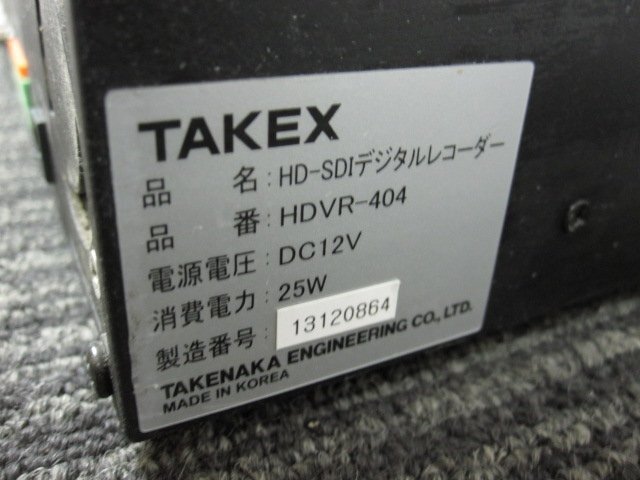 TAKEX
品 名 : HD-SDIデジタルレコーダー
品 番 : HDVR-404
電源電圧 : DC12V
消費電力 : 25W
製造番号 : 13120864
TAKENAKA ENGINEERING CO., LTD.
MADE IN KOREA